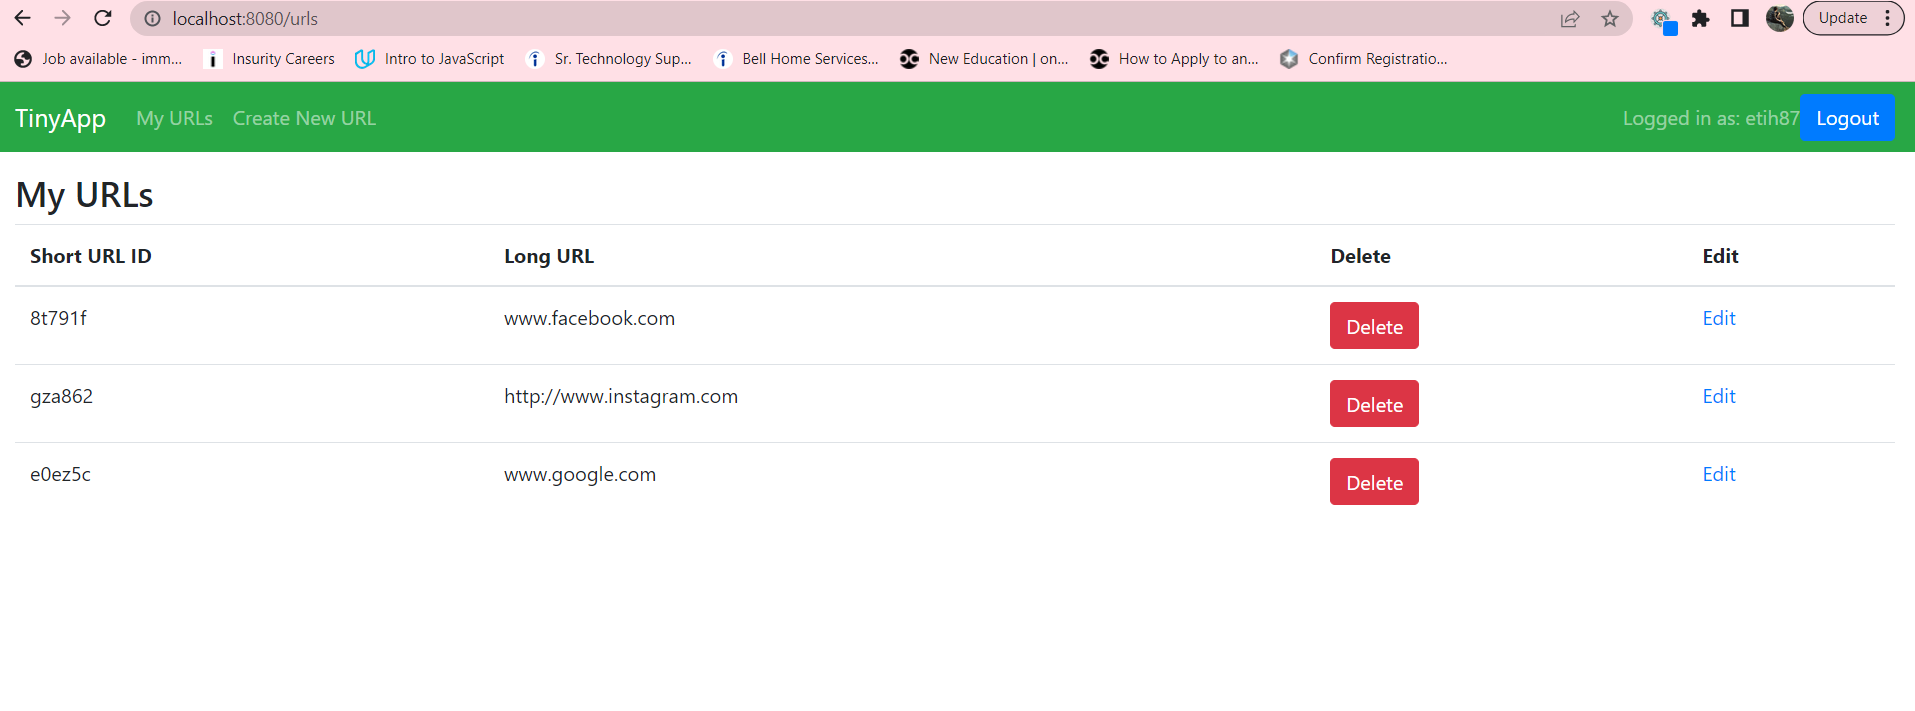 localhost:8080/urls Update
Job available - imm... Insurity Careers Intro to JavaScript Sr. Technology Sup... Bell Home Services... New Education | on... How to Apply to an... Confirm Registratio...
TinyApp My URLs Create New URL Logged in as: etih87 Logout
My URLs
Short URL ID Long URL Delete Edit
8t791f www.facebook.com Delete Edit
gza862 http://www.instagram.com Delete Edit
e0ez5c www.google.com Delete Edit